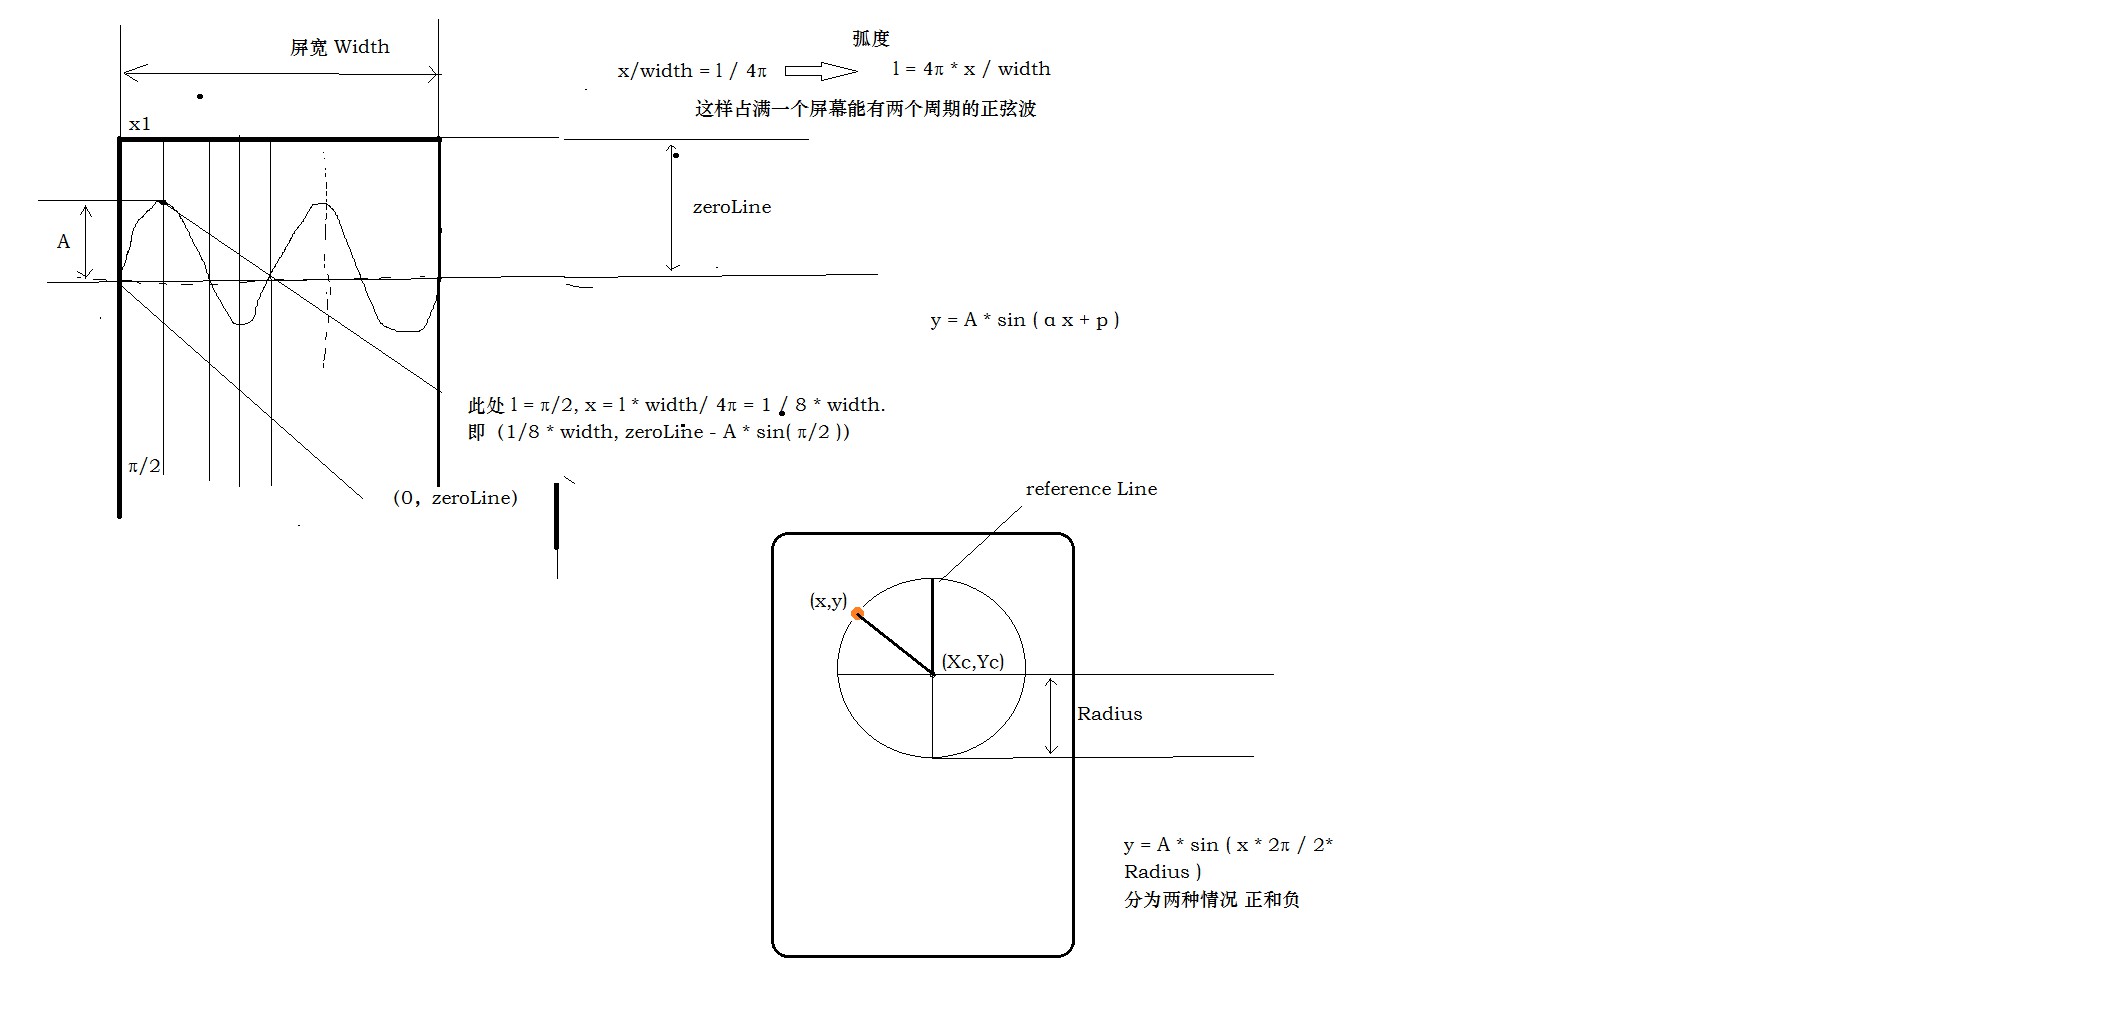 屏宽 Width
弧度
x/width = l / 4π
l = 4π * x / width
这样占满一个屏幕能有两个周期的正弦波
x1
zeroLine
A
y = A * sin ( α x + p )
此处 l = π/2, x = l * width/ 4π = 1 / 8 * width.
即（1/8 * width, zeroLine - A * sin( π/2 ))
π/2
(0，zeroLine)
reference Line
(x,y)
(Xc,Yc)
Radius
y = A * sin ( x * 2π / 2*
Radius )
分为两种情况 正和负